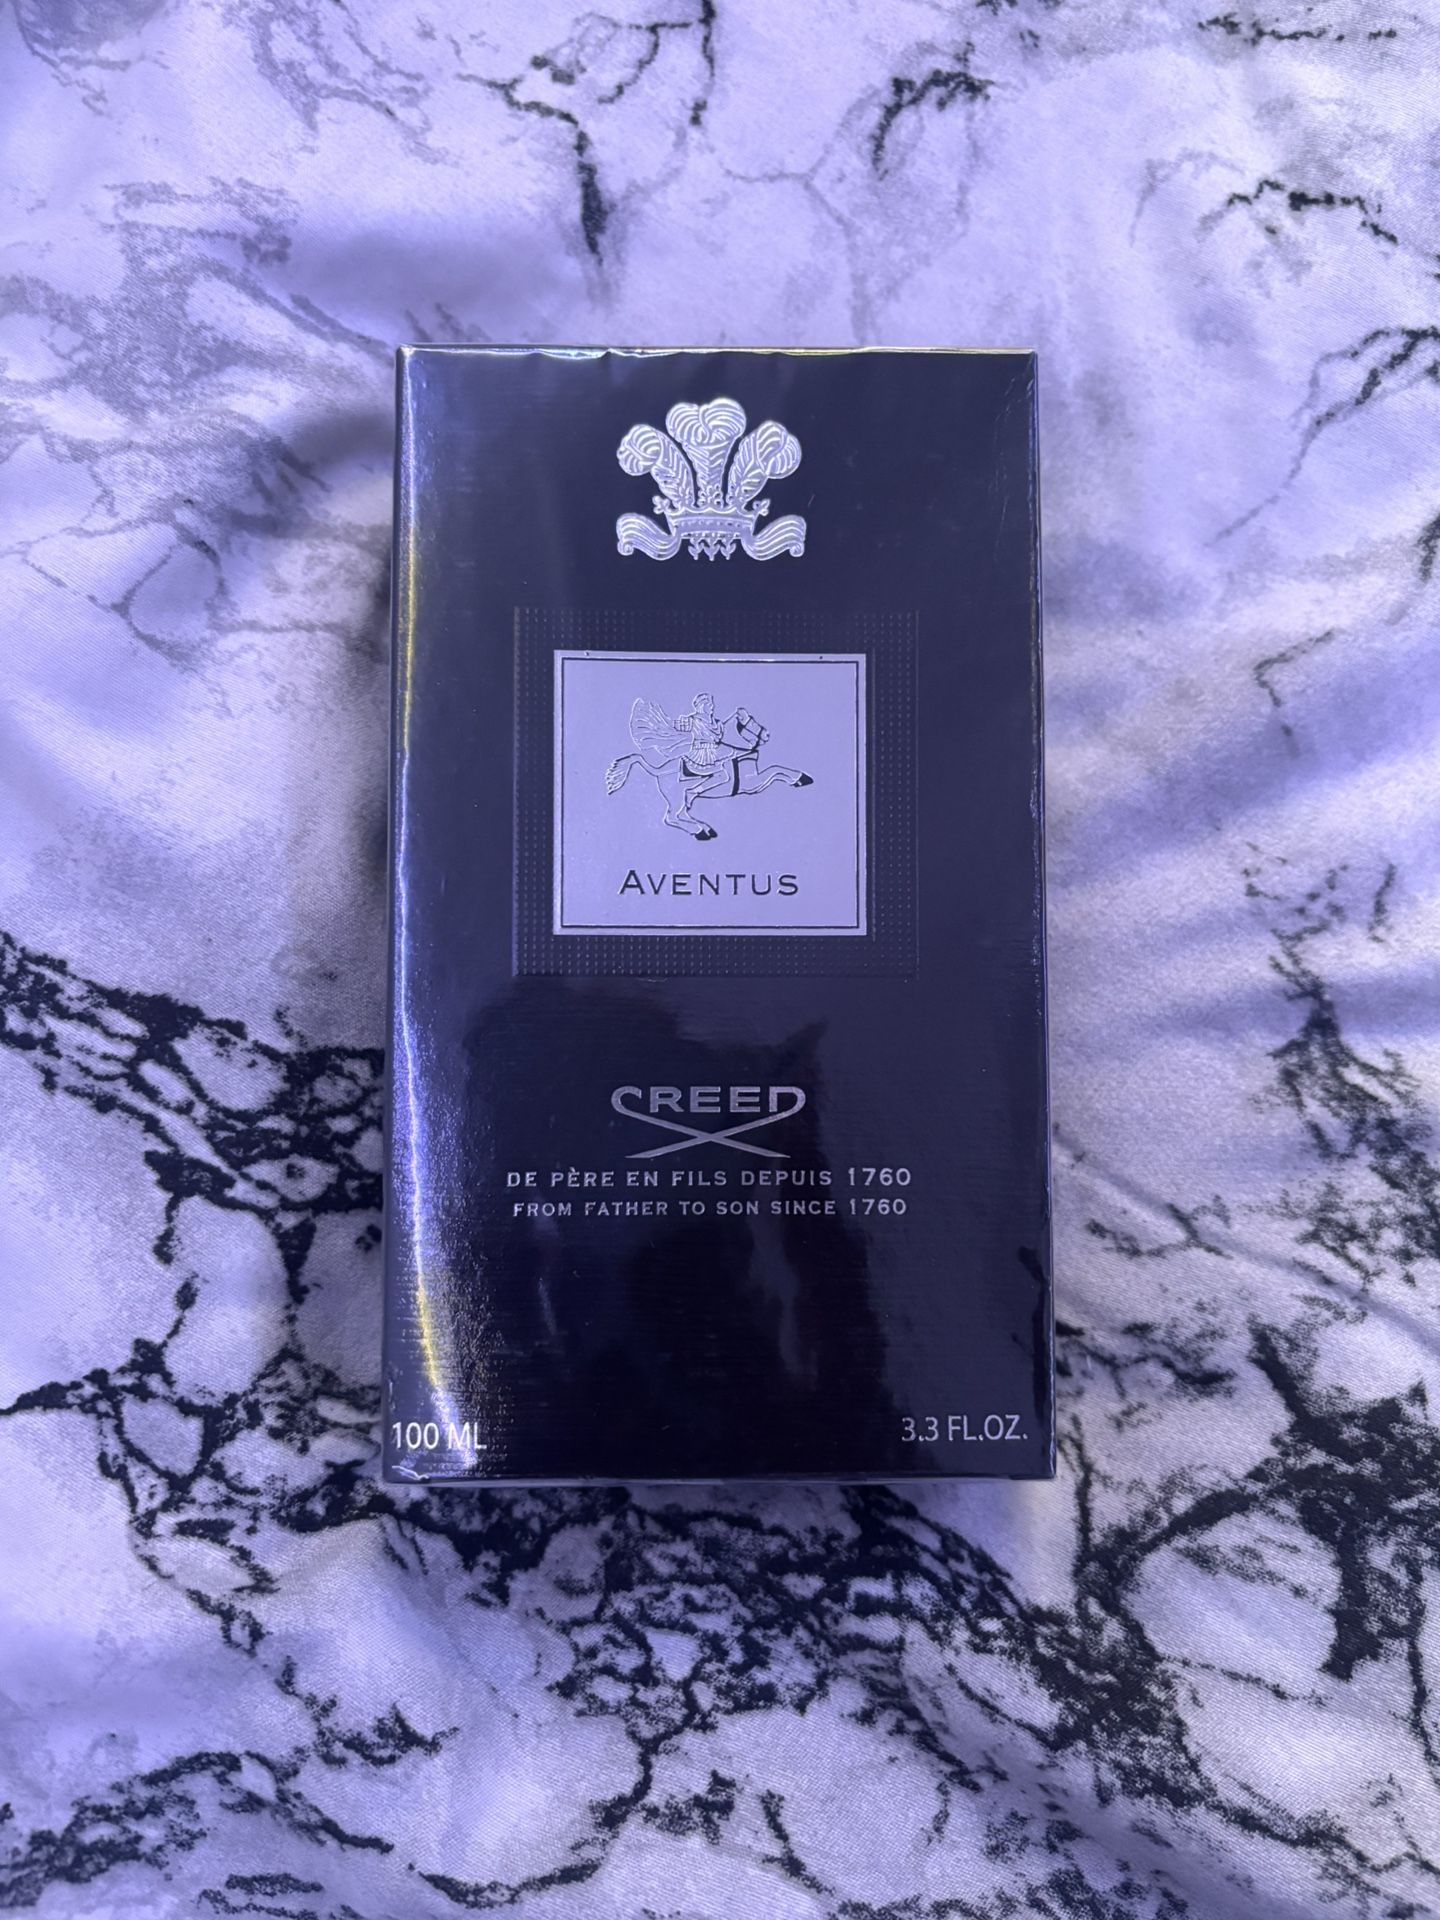 AVENTUS
CREED
DE PÈRE EN FILS DEPUIS 1760
FROM FATHER TO SON SINCE 1760
100 ML
3.3 FL.OZ.